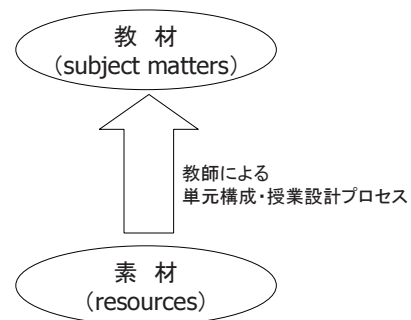 教 材
(subject matters)
教師による
単元構成・授業設計プロセス
素 材
(resources)